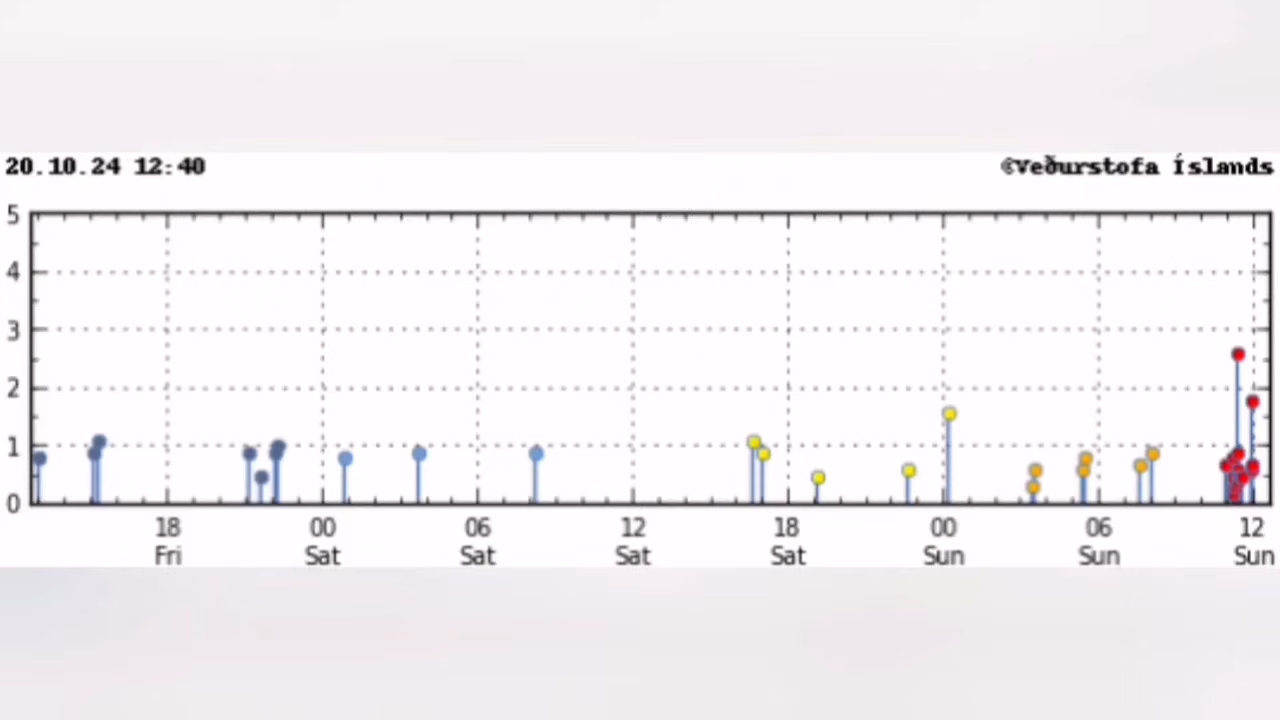 20.10.24 12:40 ©Veðurstofa Íslands
5
4
3
2
1
0
18 00 06 12 18 00 06 12
Fri Sat Sat Sat Sat Sun Sun Sun